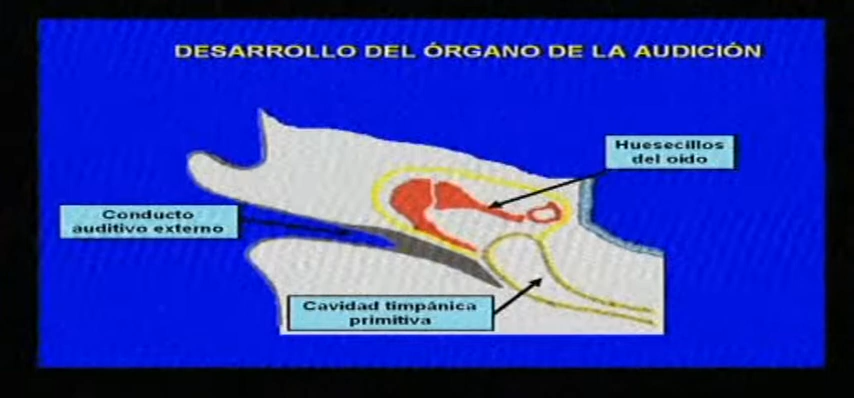 DESARROLLO DEL ÓRGANO DE LA AUDICIÓN
Huesecillos
del oído
Conducto
auditivo externo
Cavidad timpánica
primitiva